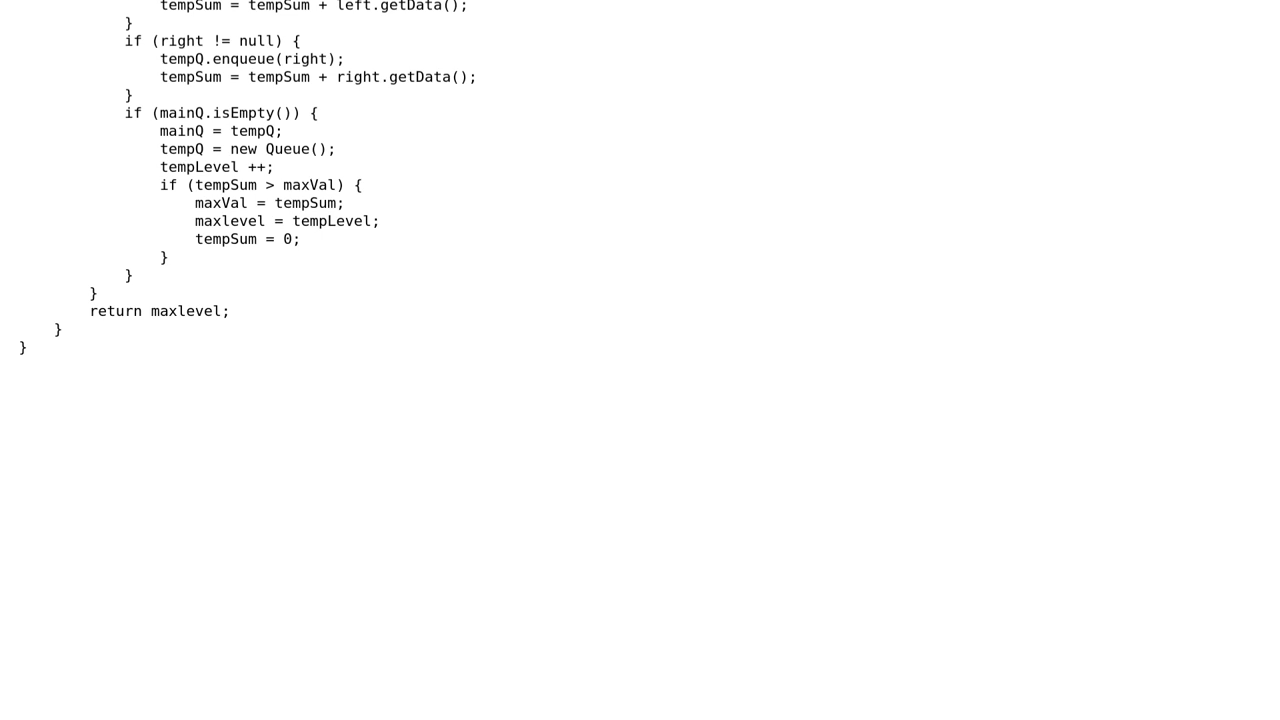 tempSum = tempSum + left.getData();
}
if (right != null) {
tempQ.enqueue(right);
tempSum = tempSum + right.getData();
}
if (mainQ.isEmpty()) {
mainQ = tempQ;
tempQ = new Queue();
tempLevel ++;
if (tempSum > maxVal) {
maxVal = tempSum;
maxlevel = tempLevel;
tempSum = 0;
}
}
}
return maxlevel;
}
}